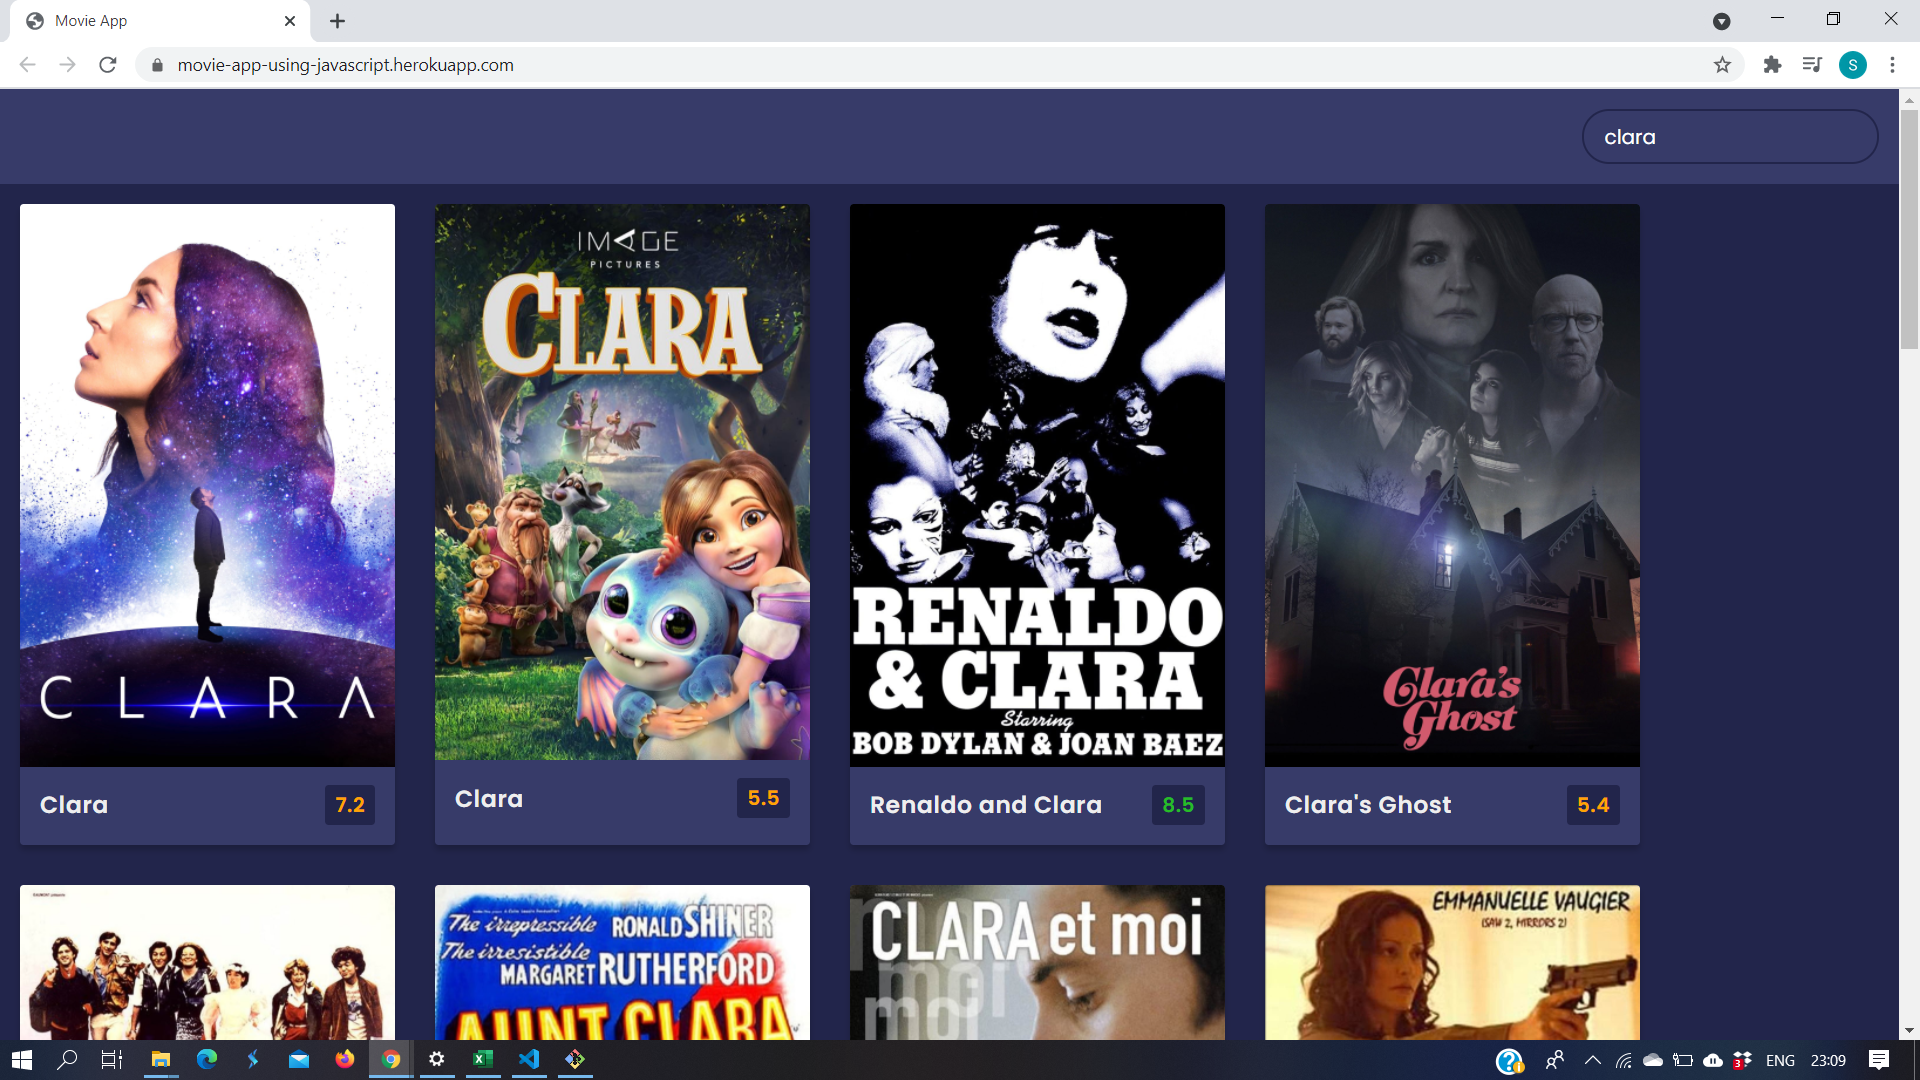 Movie App
movie-app-using-javascript.herokuapp.com
S
clara
CLARA
IMAGE
PICTURES
CLARA
RENALDO
& CLARA
Starring
BOB DYLAN & JOAN BAEZ
Clara's
Ghost
Clara
7.2
Clara
5.5
Renaldo and Clara
8.5
Clara's Ghost
5.4
The irrepressible RONALD SHINER
The irresistible
MARGARET RUTHERFORD
AUNT CLARA
CLARA et moi
moi
moi
EMMANUELLE VAUGIER
(SAW 2, MIRRORS 2)
3
ENG
23:09